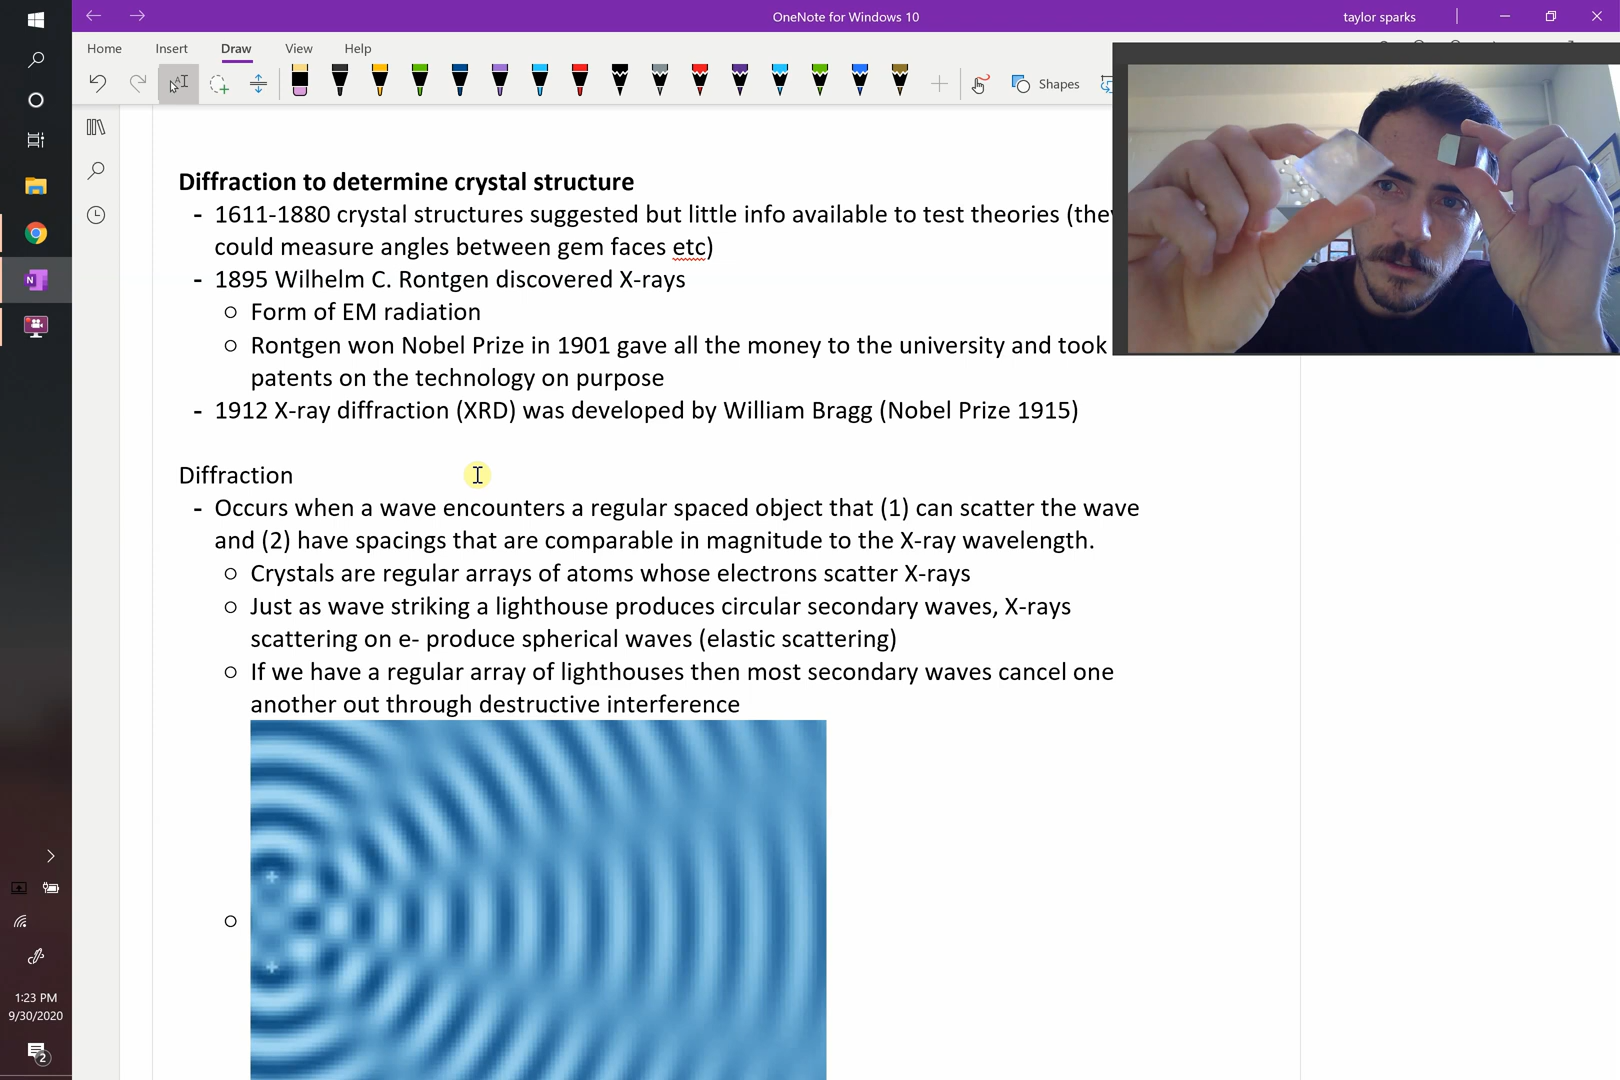 OneNote for Windows 10
taylor sparks
Home Insert Draw View Help
Shapes
Diffraction to determine crystal structure
- 1611-1880 crystal structures suggested but little info available to test theories (they
could measure angles between gem faces etc)
- 1895 Wilhelm C. Rontgen discovered X-rays
○ Form of EM radiation
○ Rontgen won Nobel Prize in 1901 gave all the money to the university and took
patents on the technology on purpose
- 1912 X-ray diffraction (XRD) was developed by William Bragg (Nobel Prize 1915)
Diffraction
- Occurs when a wave encounters a regular spaced object that (1) can scatter the wave
and (2) have spacings that are comparable in magnitude to the X-ray wavelength.
○ Crystals are regular arrays of atoms whose electrons scatter X-rays
○ Just as wave striking a lighthouse produces circular secondary waves, X-rays
scattering on e- produce spherical waves (elastic scattering)
○ If we have a regular array of lighthouses then most secondary waves cancel one
another out through destructive interference
○
1:23 PM
9/30/2020
2